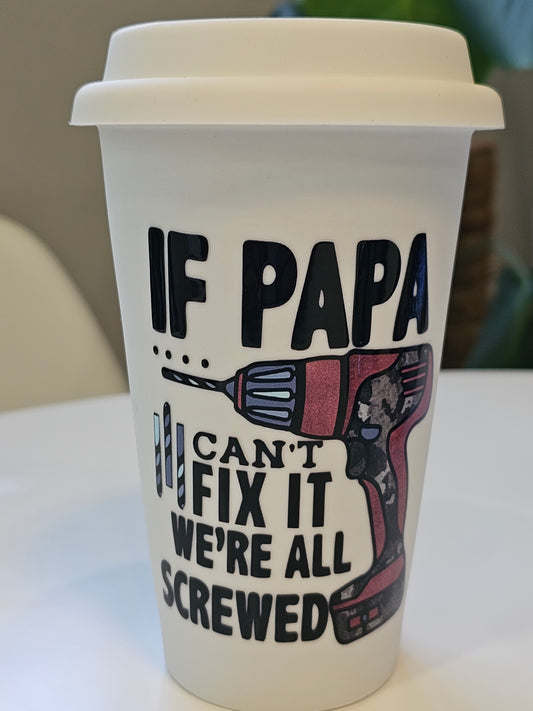 IF PAPA
CAN'T
FIX IT
WE'RE ALL
SCREWED